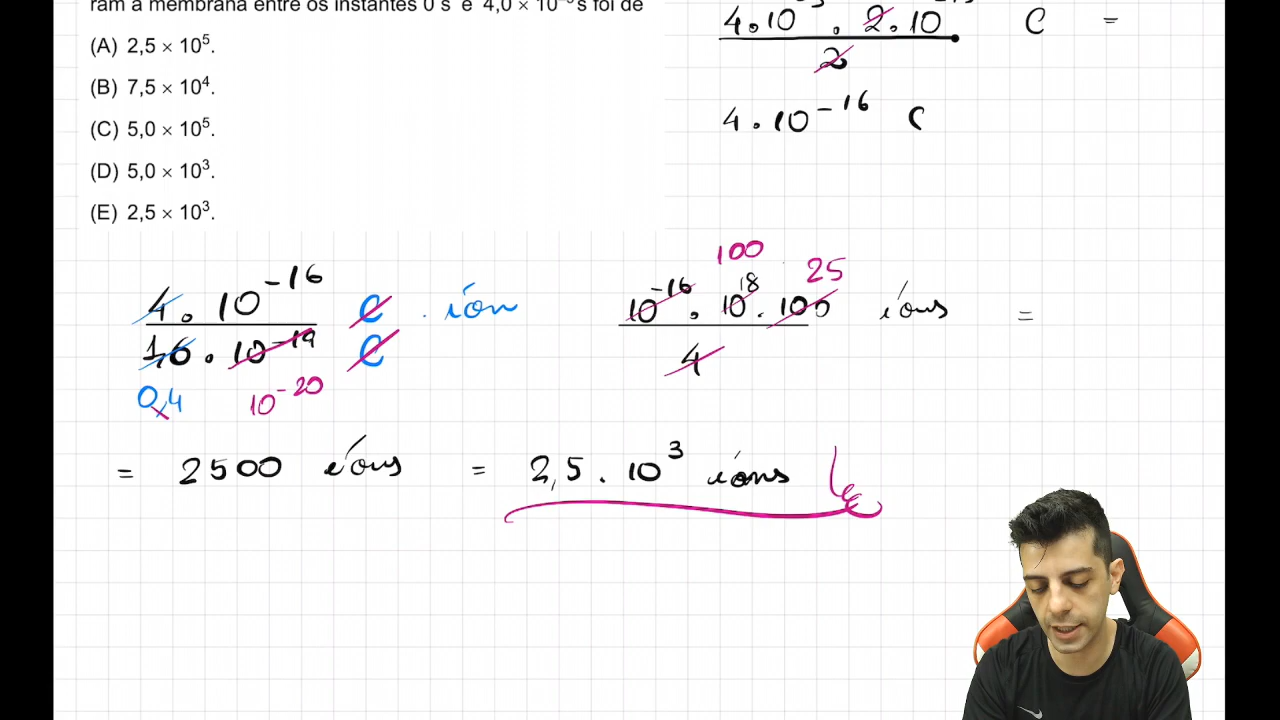 ram a membrana entre os instantes 0 s e 4,0 × 10 s foi de
(A) 2,5 × 10⁵.
(B) 7,5 × 10⁴.
(C) 5,0 × 10⁵.
(D) 5,0 × 10³.
(E) 2,5 × 10³.
4.10 . 2.10 C =
2
4.10⁻¹⁶ C
4.10⁻¹⁶ C . íon
1,6.10⁻¹⁹ C
0,4 10⁻²⁰
100 25
10⁻¹⁶.10¹⁸.100 íons =
4
= 2500 íons = 2,5.10³ íons